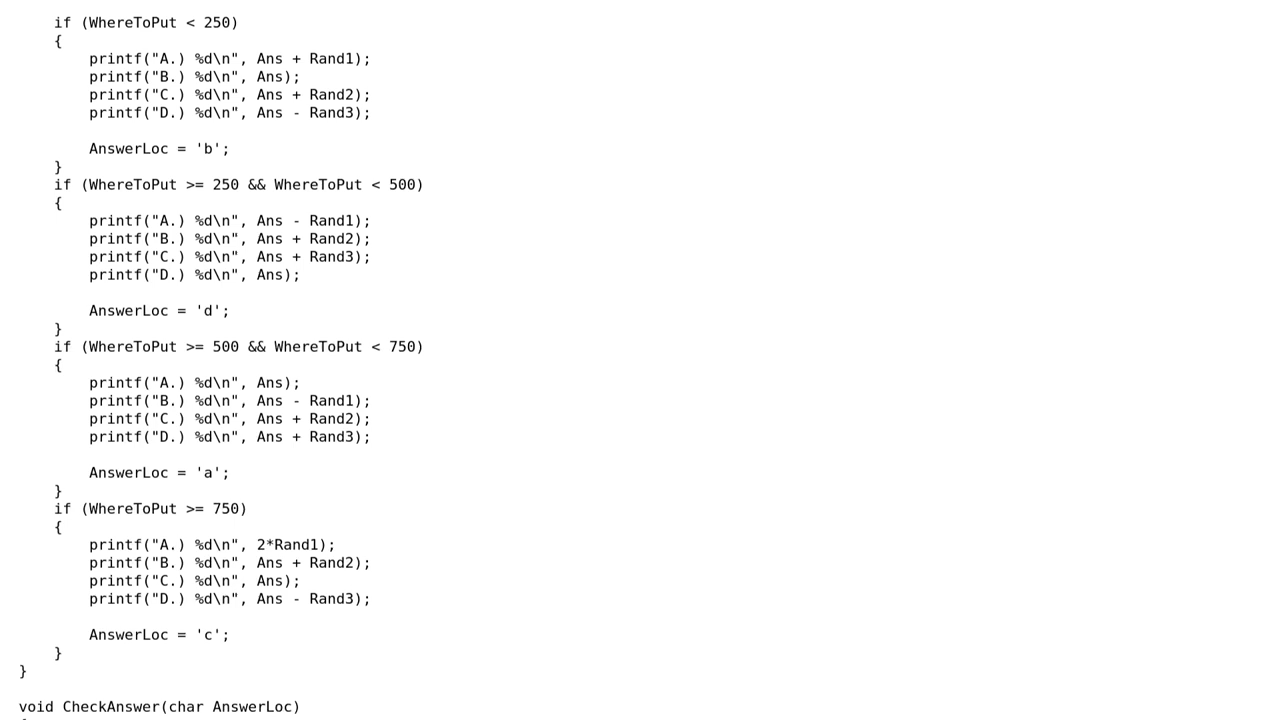 if (WhereToPut < 250)
    {
        printf("A.) %d\n", Ans + Rand1);
        printf("B.) %d\n", Ans);
        printf("C.) %d\n", Ans + Rand2);
        printf("D.) %d\n", Ans - Rand3);

        AnswerLoc = 'b';
    }
    if (WhereToPut >= 250 && WhereToPut < 500)
    {
        printf("A.) %d\n", Ans - Rand1);
        printf("B.) %d\n", Ans + Rand2);
        printf("C.) %d\n", Ans + Rand3);
        printf("D.) %d\n", Ans);

        AnswerLoc = 'd';
    }
    if (WhereToPut >= 500 && WhereToPut < 750)
    {
        printf("A.) %d\n", Ans);
        printf("B.) %d\n", Ans - Rand1);
        printf("C.) %d\n", Ans + Rand2);
        printf("D.) %d\n", Ans + Rand3);

        AnswerLoc = 'a';
    }
    if (WhereToPut >= 750)
    {
        printf("A.) %d\n", 2*Rand1);
        printf("B.) %d\n", Ans + Rand2);
        printf("C.) %d\n", Ans);
        printf("D.) %d\n", Ans - Rand3);

        AnswerLoc = 'c';
    }
}

void CheckAnswer(char AnswerLoc)